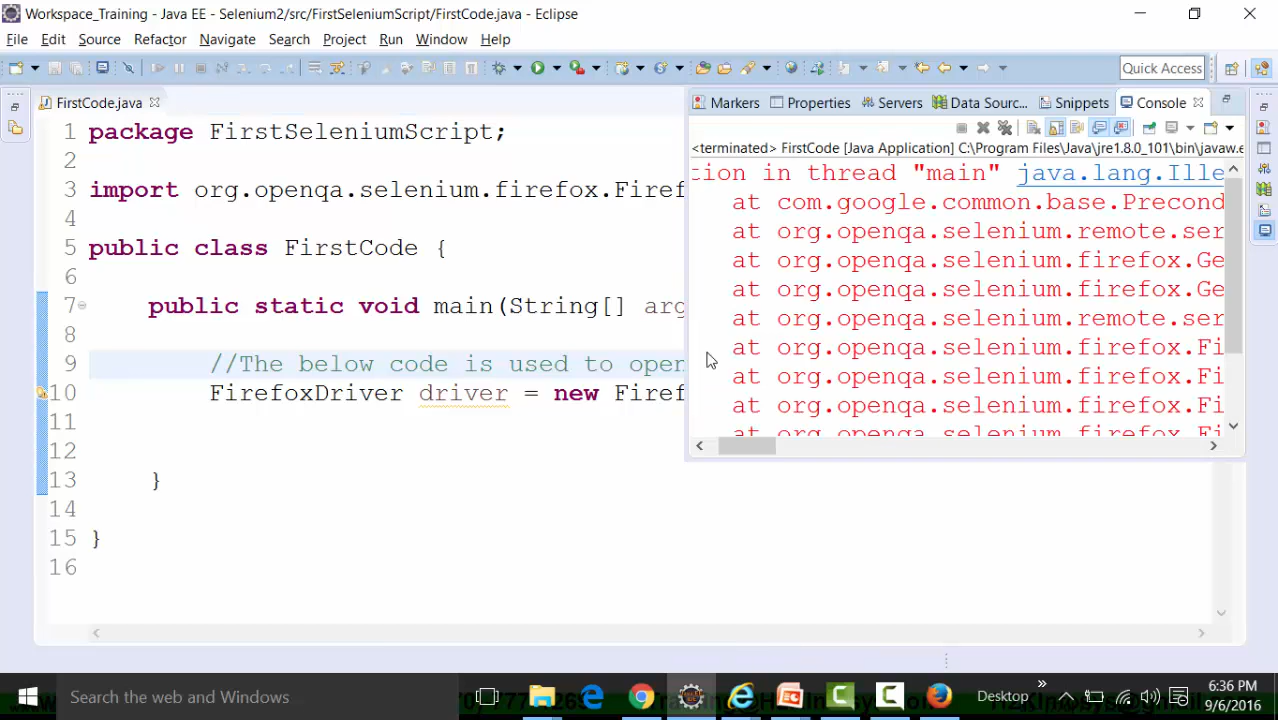 Workspace_Training - Java EE - Selenium2/src/FirstSeleniumScript/FirstCode.java - Eclipse
File Edit Source Refactor Navigate Search Project Run Window Help
Quick Access
FirstCode.java
1 package FirstSeleniumScript;
2
3 import org.openqa.selenium.firefox.Firef
4
5 public class FirstCode {
6
7 public static void main(String[] arg
8
9 //The below code is used to open
10 FirefoxDriver driver = new Firef
11
12
13 }
14
15 }
16
Markers Properties Servers Data Sourc... Snippets Console
<terminated> FirstCode [Java Application] C:\Program Files\Java\jre1.8.0_101\bin\javaw.e
tion in thread "main" java.lang.Ille
at com.google.common.base.Precond
at org.openqa.selenium.remote.ser
at org.openqa.selenium.firefox.Ge
at org.openqa.selenium.firefox.Ge
at org.openqa.selenium.remote.ser
at org.openqa.selenium.firefox.Fi
at org.openqa.selenium.firefox.Fi
at org.openqa.selenium.firefox.Fi
at org.openqa.selenium.firefox.Fi
Search the web and Windows
Desktop
6:36 PM
9/6/2016